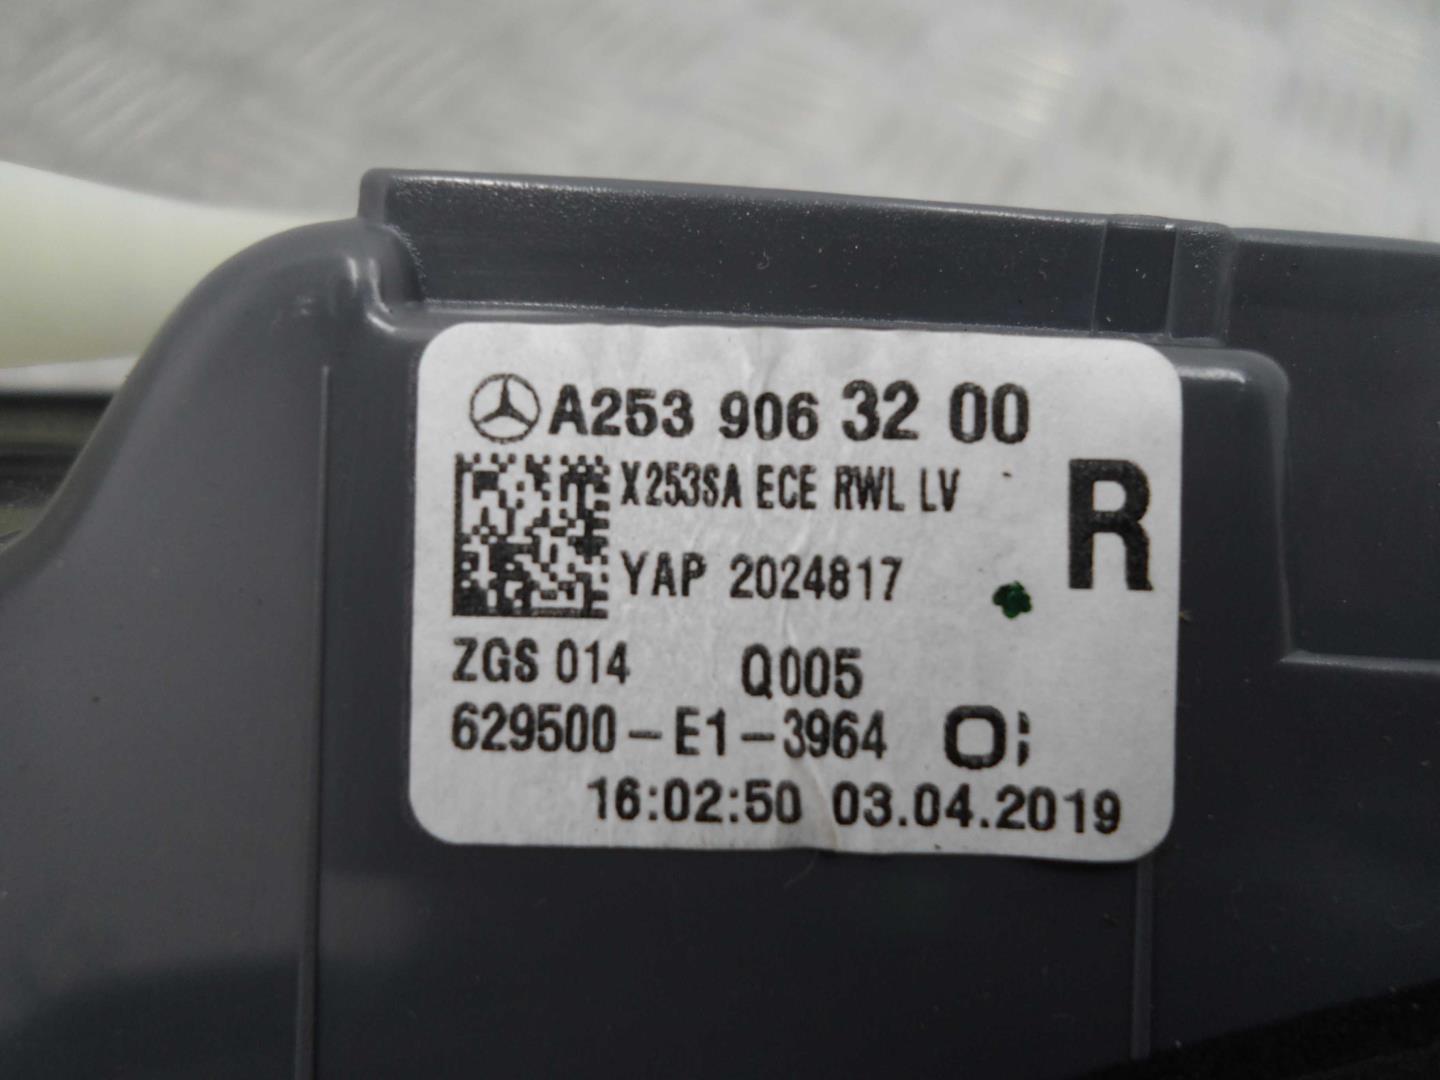 A253 906 32 00
X253SA ECE RWL LV
R
YAP 2024817
ZGS 014 Q005
629500-E1-3964
16:02:50 03.04.2019